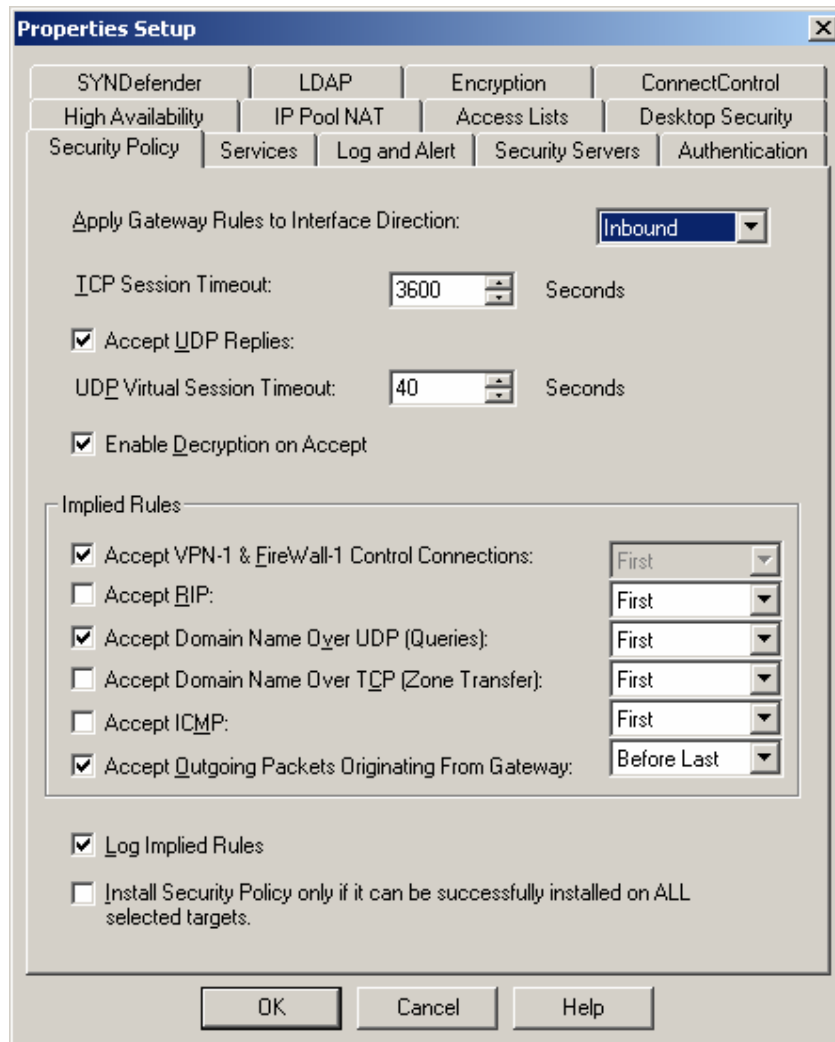 Properties Setup
SYNDefender LDAP Encryption ConnectControl
High Availability IP Pool NAT Access Lists Desktop Security
Security Policy Services Log and Alert Security Servers Authentication
Apply Gateway Rules to Interface Direction: Inbound
TCP Session Timeout: 3600 Seconds
Accept UDP Replies:
UDP Virtual Session Timeout: 40 Seconds
Enable Decryption on Accept
Implied Rules
Accept VPN-1 & FireWall-1 Control Connections: First
Accept RIP: First
Accept Domain Name Over UDP (Queries): First
Accept Domain Name Over TCP (Zone Transfer): First
Accept ICMP: First
Accept Outgoing Packets Originating From Gateway: Before Last
Log Implied Rules
Install Security Policy only if it can be successfully installed on ALL
selected targets.
OK Cancel Help